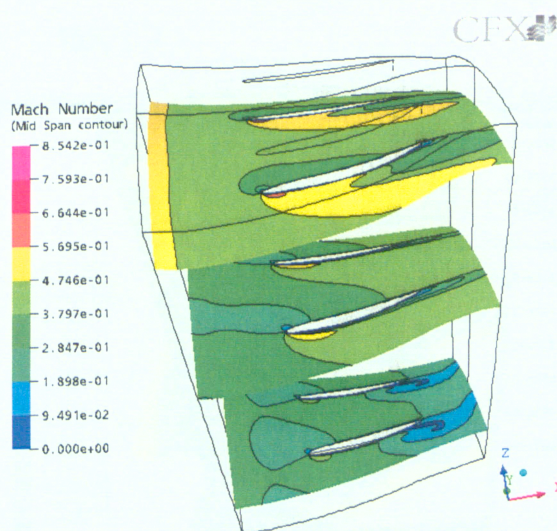 CFX
Mach Number
(Mid Span contour)
8.542e-01
7.593e-01
6.644e-01
5.695e-01
4.746e-01
3.797e-01
2.847e-01
1.898e-01
9.491e-02
0.000e+00
Z
Y